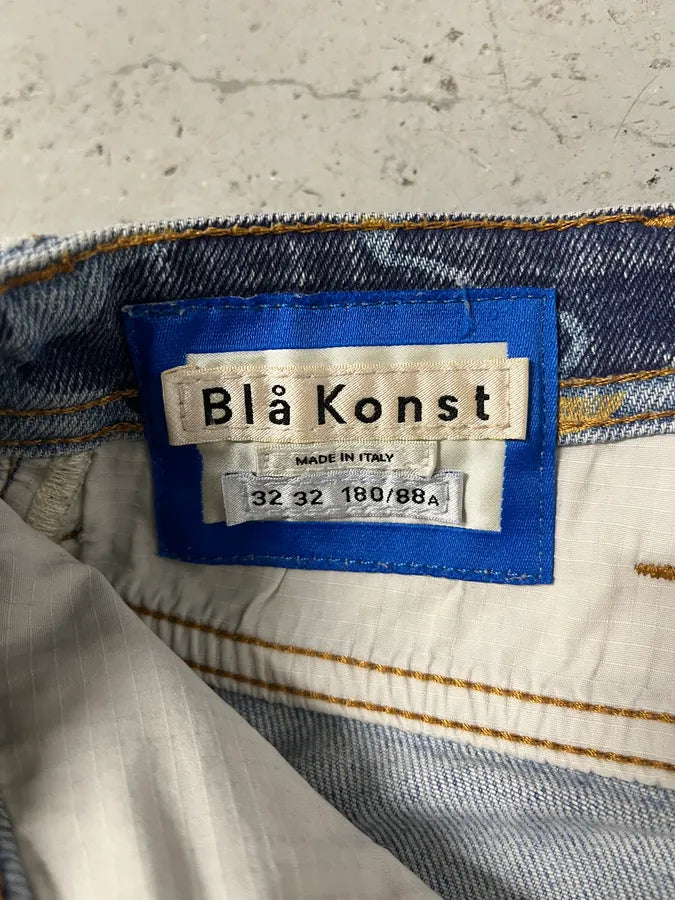 Blå Konst
MADE IN ITALY
32 32 180/88A